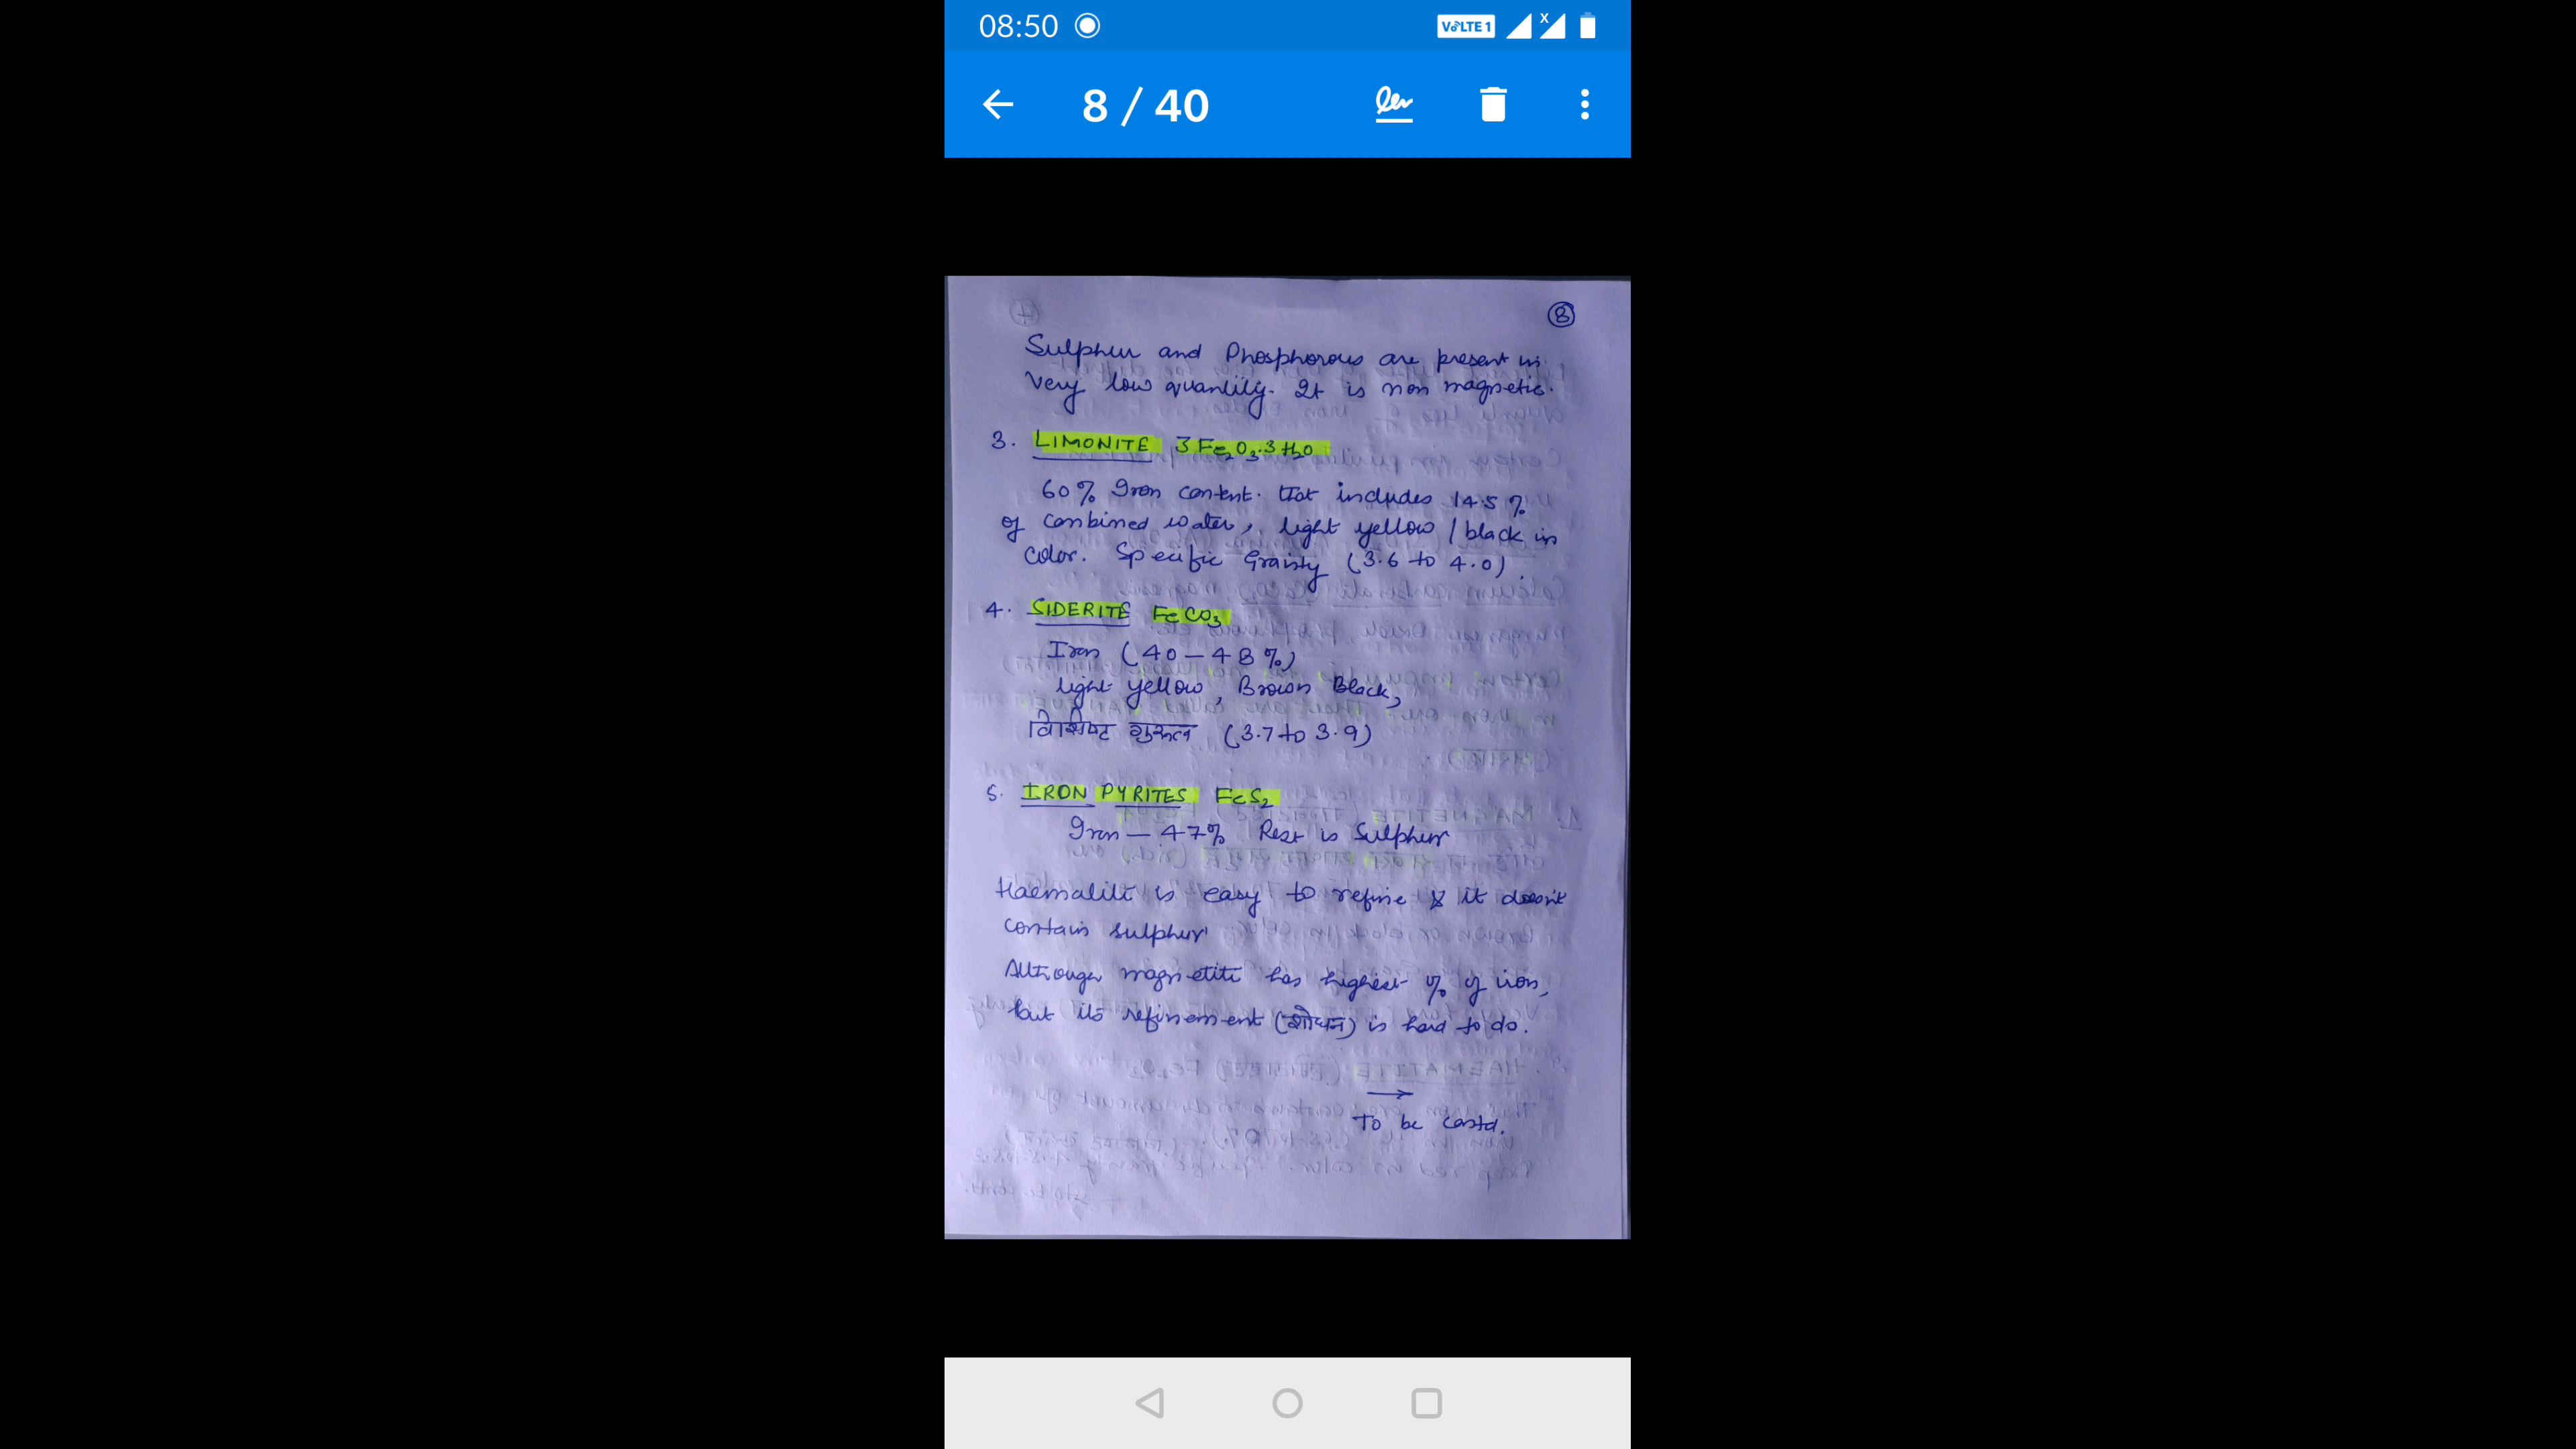 08:50
VoLTE 1
x
8 / 40
8
Sulphur and Phosphorous are present in
very low quantity. It is non magnetic.
3. LIMONITE 3Fe2O3.3H2O
60% Iron content. that includes 14.5 %
of combined water, light yellow / black in
color. Specific Gravity (3.6 to 4.0).
4. SIDERITE FeCO3
Iron (40-48%)
light yellow, Brown Black,
विशिष्ट गुरूत्व (3.7 to 3.9)
5. IRON PYRITES FeS2
Iron - 47% Rest is Sulphur
Haematite is easy to refine & it doesn't
contain sulphur
Although magnetite has highest % of iron,
but its refinement (शोधन) is hard to do.
→
To be contd.